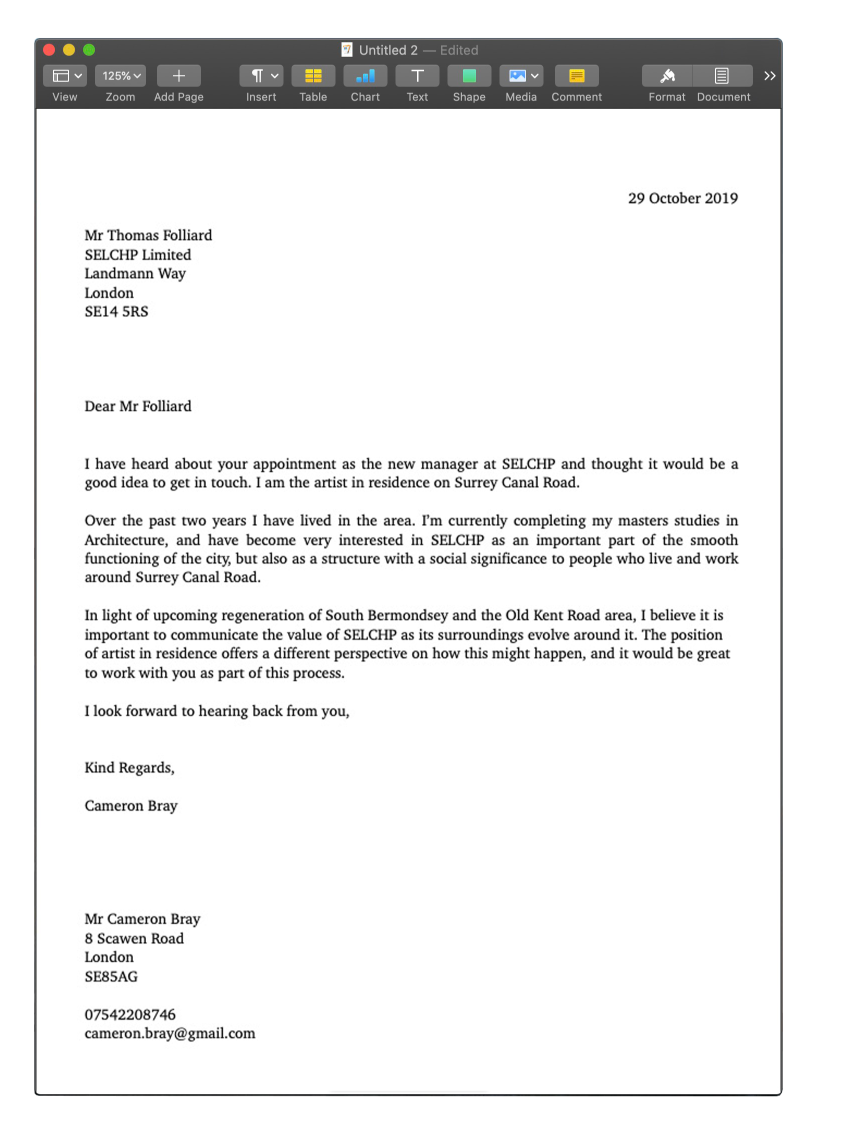 Untitled 2 — Edited
125%
View Zoom Add Page Insert Table Chart Text Shape Media Comment Format Document
29 October 2019
Mr Thomas Folliard
SELCHP Limited
Landmann Way
London
SE14 5RS
Dear Mr Folliard
I have heard about your appointment as the new manager at SELCHP and thought it would be a
good idea to get in touch. I am the artist in residence on Surrey Canal Road.
Over the past two years I have lived in the area. I'm currently completing my masters studies in
Architecture, and have become very interested in SELCHP as an important part of the smooth
functioning of the city, but also as a structure with a social significance to people who live and work
around Surrey Canal Road.
In light of upcoming regeneration of South Bermondsey and the Old Kent Road area, I believe it is
important to communicate the value of SELCHP as its surroundings evolve around it. The position
of artist in residence offers a different perspective on how this might happen, and it would be great
to work with you as part of this process.
I look forward to hearing back from you,
Kind Regards,
Cameron Bray
Mr Cameron Bray
8 Scawen Road
London
SE85AG
07542208746
cameron.bray@gmail.com